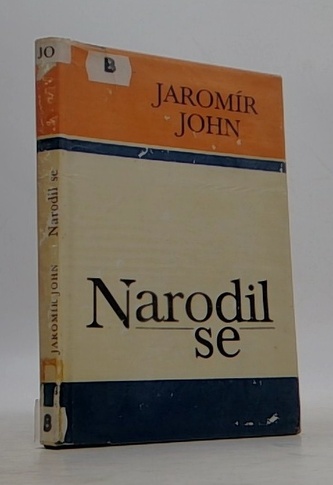 JO
B
JAROMÍR
JOHN
Narodil
se
JAROMÍR JOHN Narodil se
B